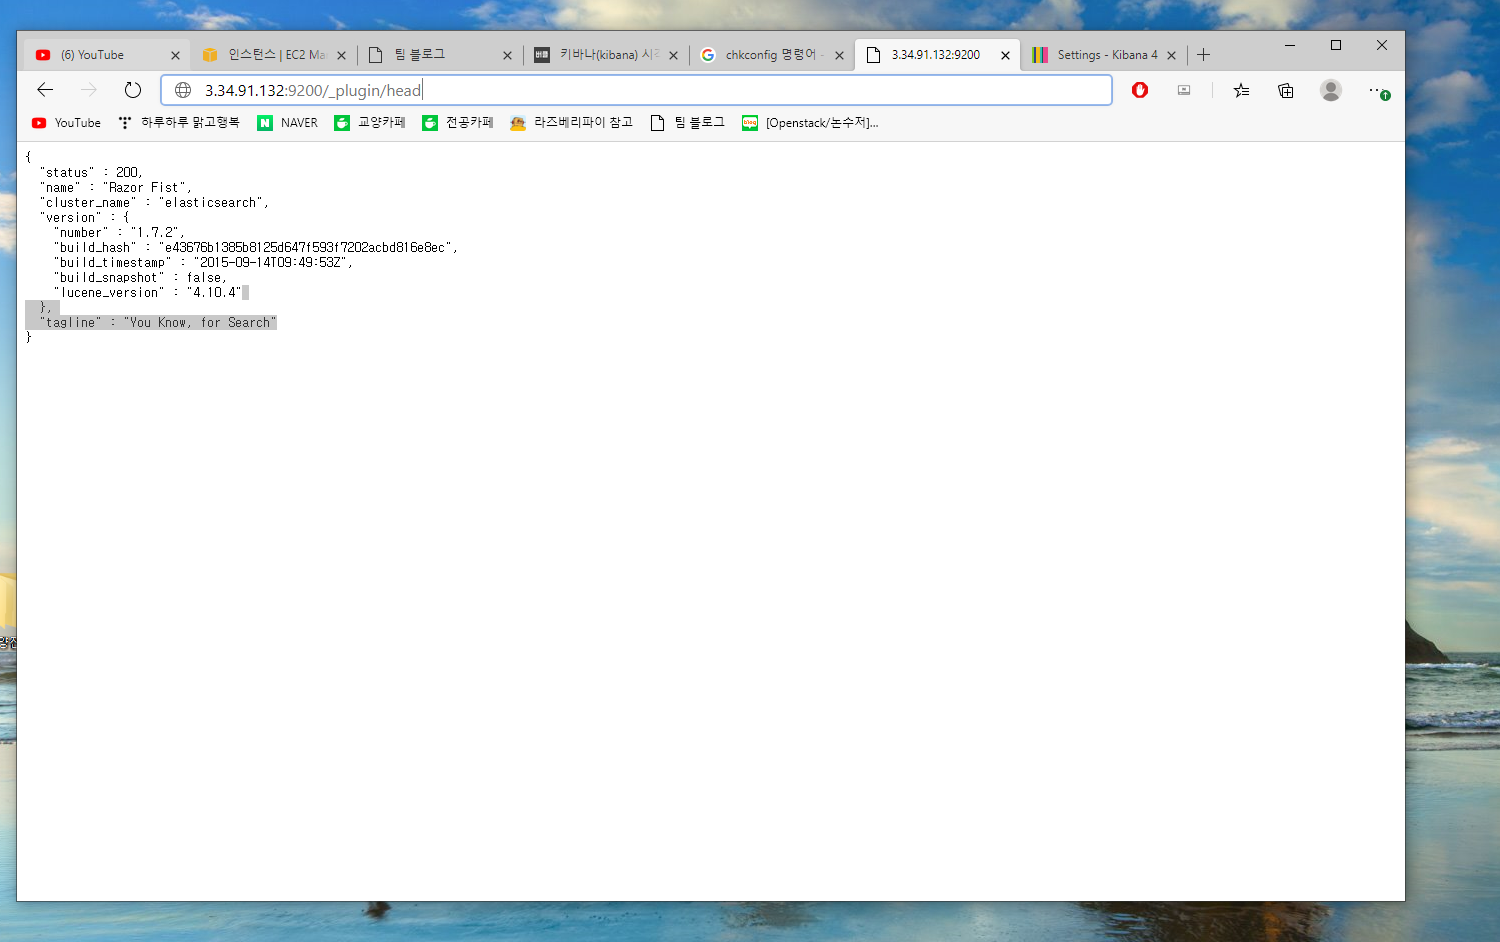 (6) YouTube
인스턴스 | EC2 Ma
팀 블로그
키바나(kibana) 시각
chkconfig 명령어 -
3.34.91.132:9200
Settings - Kibana 4
3.34.91.132:9200/_plugin/head
YouTube
하루하루 맑고행복
NAVER
교양카페
전공카페
라즈베리파이 참고
팀 블로그
[Openstack/논수저]...
{
"status" : 200,
"name" : "Razor Fist",
"cluster_name" : "elasticsearch",
"version" : {
"number" : "1.7.2",
"build_hash" : "e43676b1385b8125d647f593f7202acbd816e8ec",
"build_timestamp" : "2015-09-14T09:49:53Z",
"build_snapshot" : false,
"lucene_version" : "4.10.4"
},
"tagline" : "You Know, for Search"
}